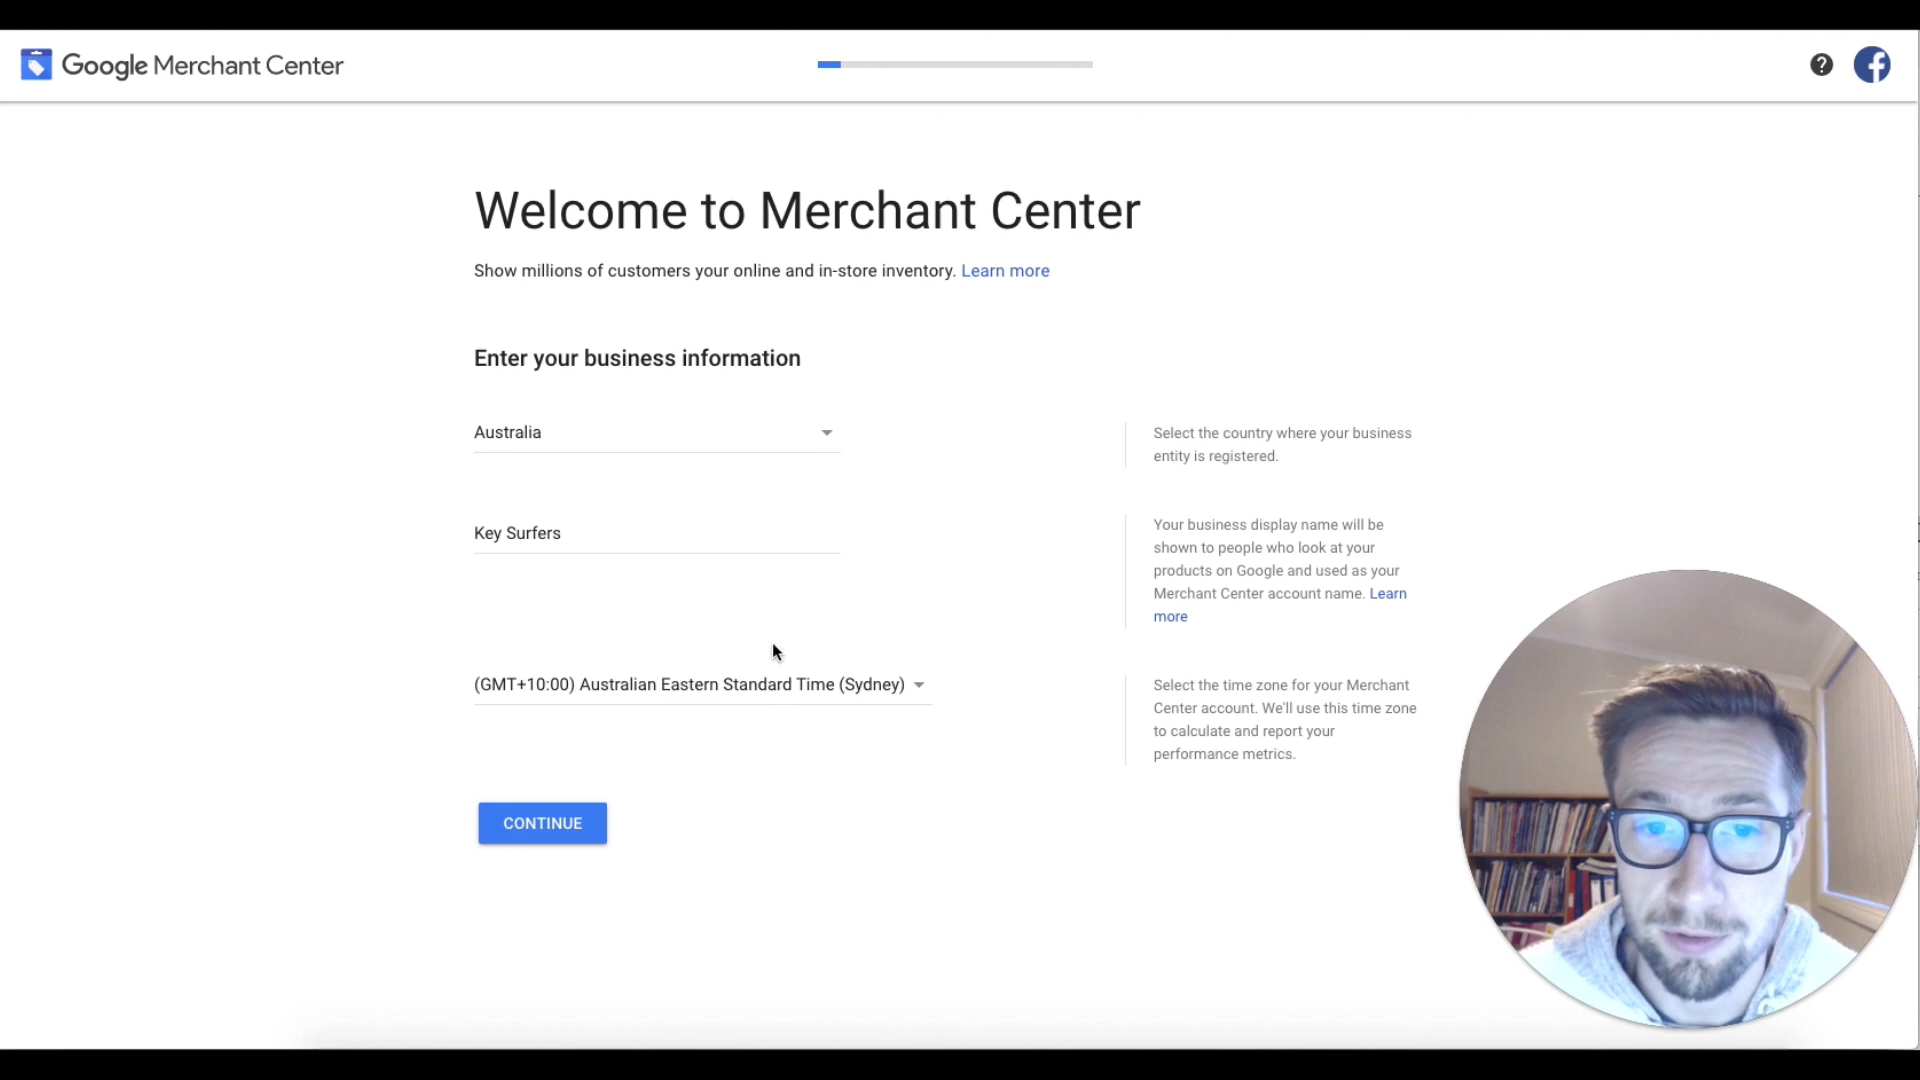 Google Merchant Center
Welcome to Merchant Center
Show millions of customers your online and in-store inventory. Learn more
Enter your business information
Australia
Select the country where your business
entity is registered.
Key Surfers
Your business display name will be
shown to people who look at your
products on Google and used as your
Merchant Center account name. Learn
more
(GMT+10:00) Australian Eastern Standard Time (Sydney)
Select the time zone for your Merchant
Center account. We'll use this time zone
to calculate and report your
performance metrics.
CONTINUE